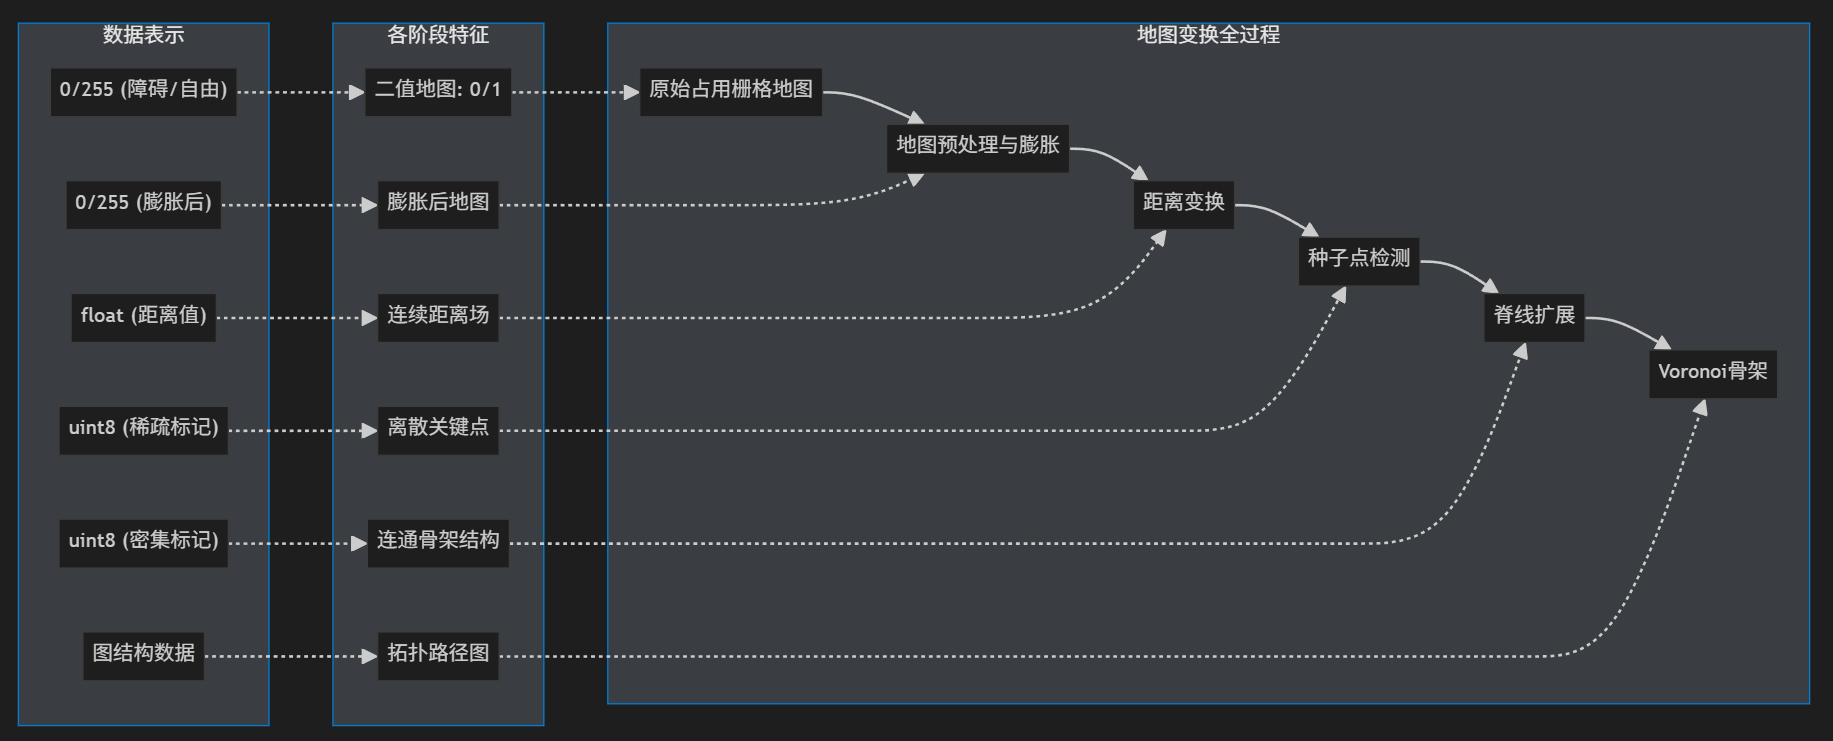 数据表示
0/255 (障碍/自由)
0/255 (膨胀后)
float (距离值)
uint8 (稀疏标记)
uint8 (密集标记)
图结构数据
各阶段特征
二值地图: 0/1
膨胀后地图
连续距离场
离散关键点
连通骨架结构
拓扑路径图
地图变换全过程
原始占用栅格地图
地图预处理与膨胀
距离变换
种子点检测
脊线扩展
Voronoi骨架